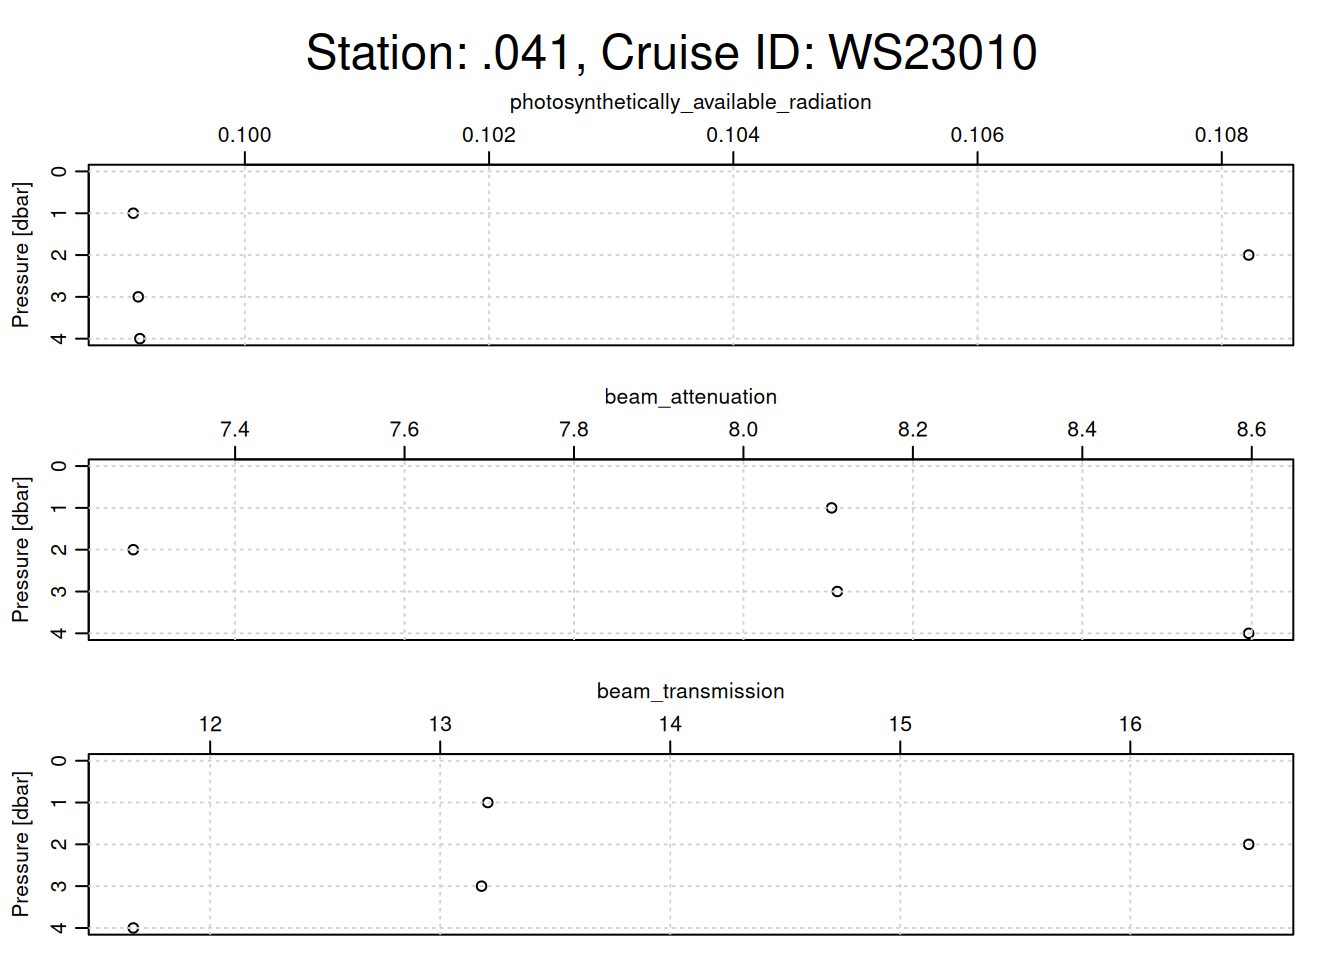 Station: .041, Cruise ID: WS23010
photosynthetically_available_radiation
0.100 0.102 0.104 0.106 0.108
Pressure [dbar]
0
1
2
3
4
beam_attenuation
7.4 7.6 7.8 8.0 8.2 8.4 8.6
Pressure [dbar]
0
1
2
3
4
beam_transmission
12 13 14 15 16
Pressure [dbar]
0
1
2
3
4